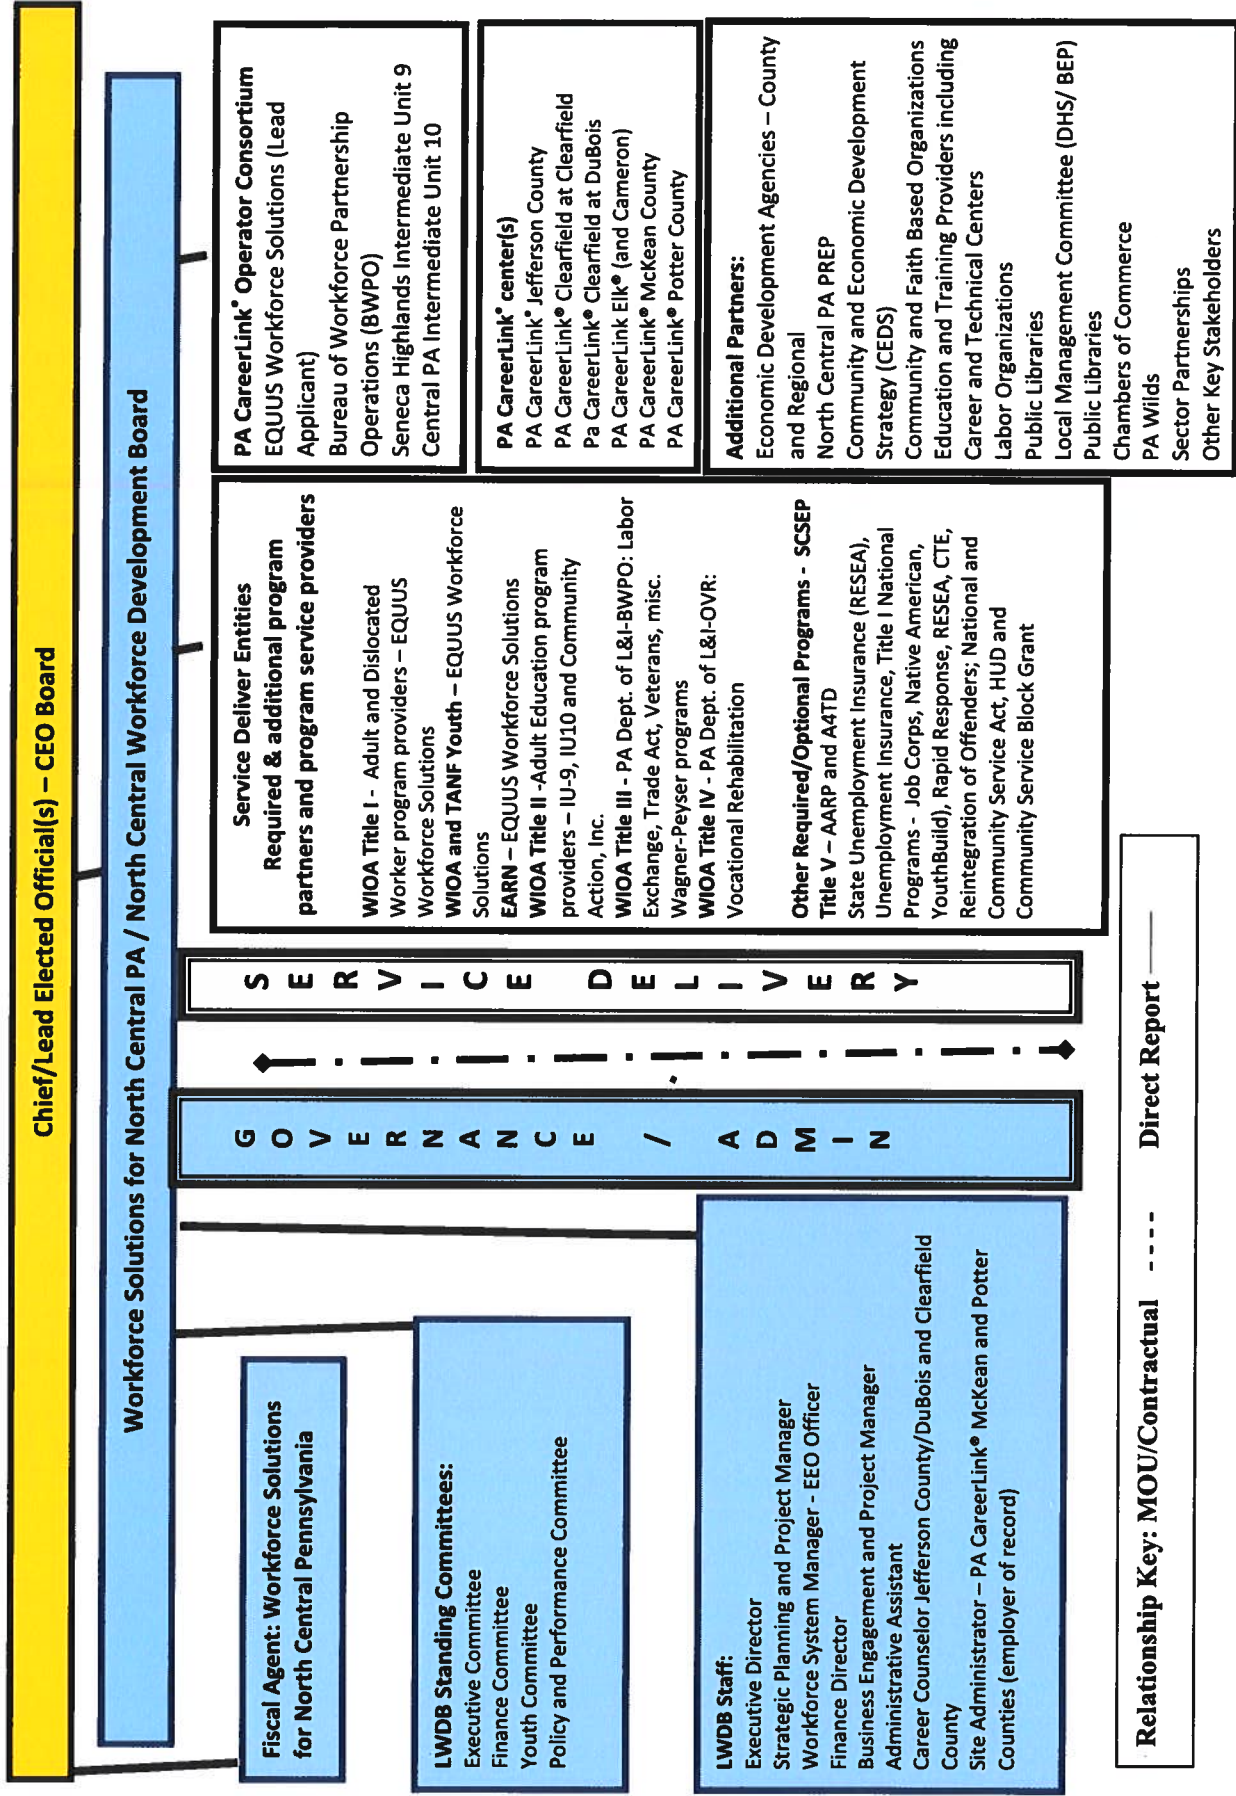 Chief/Lead Elected Official(s) – CEO Board
Workforce Solutions for North Central PA / North Central Workforce Development Board
Fiscal Agent: Workforce Solutions
for North Central Pennsylvania
LWDB Standing Committees:
Executive Committee
Finance Committee
Youth Committee
Policy and Performance Committee
LWDB Staff:
Executive Director
Strategic Planning and Project Manager
Workforce System Manager - EEO Officer
Finance Director
Business Engagement and Project Manager
Administrative Assistant
Career Counselor Jefferson County/DuBois and Clearfield
County
Site Administrator – PA CareerLink® McKean and Potter
Counties (employer of record)
GOVERNANCE / ADMIN
SERVICE DELIVERY
Service Deliver Entities
Required & additional program
partners and program service providers
WIOA Title I - Adult and Dislocated
Worker program providers – EQUUS
Workforce Solutions
WIOA and TANF Youth – EQUUS Workforce
Solutions
EARN – EQUUS Workforce Solutions
WIOA Title II -Adult Education program
providers – IU-9, IU10 and Community
Action, Inc.
WIOA Title III - PA Dept. of L&I-BWPO: Labor
Exchange, Trade Act, Veterans, misc.
Wagner-Peyser programs
WIOA Title IV - PA Dept. of L&I-OVR:
Vocational Rehabilitation
Other Required/Optional Programs - SCSEP
Title V – AARP and A4TD
State Unemployment Insurance (RESEA),
Unemployment Insurance, Title I National
Programs - Job Corps, Native American,
YouthBuild), Rapid Response, RESEA, CTE,
Reintegration of Offenders; National and
Community Service Act, HUD and
Community Service Block Grant
PA CareerLink® Operator Consortium
EQUUS Workforce Solutions (Lead
Applicant)
Bureau of Workforce Partnership
Operations (BWPO)
Seneca Highlands Intermediate Unit 9
Central PA Intermediate Unit 10
PA CareerLink® center(s)
PA CareerLink® Jefferson County
PA CareerLink® Clearfield at Clearfield
Pa CareerLink® Clearfield at DuBois
PA CareerLink Elk® (and Cameron)
PA CareerLink® McKean County
PA CareerLink® Potter County
Additional Partners:
Economic Development Agencies – County
and Regional
North Central PA PREP
Community and Economic Development
Strategy (CEDS)
Community and Faith Based Organizations
Education and Training Providers including
Career and Technical Centers
Labor Organizations
Public Libraries
Local Management Committee (DHS/ BEP)
Public Libraries
Chambers of Commerce
PA Wilds
Sector Partnerships
Other Key Stakeholders
Relationship Key: MOU/Contractual - - - - Direct Report ———